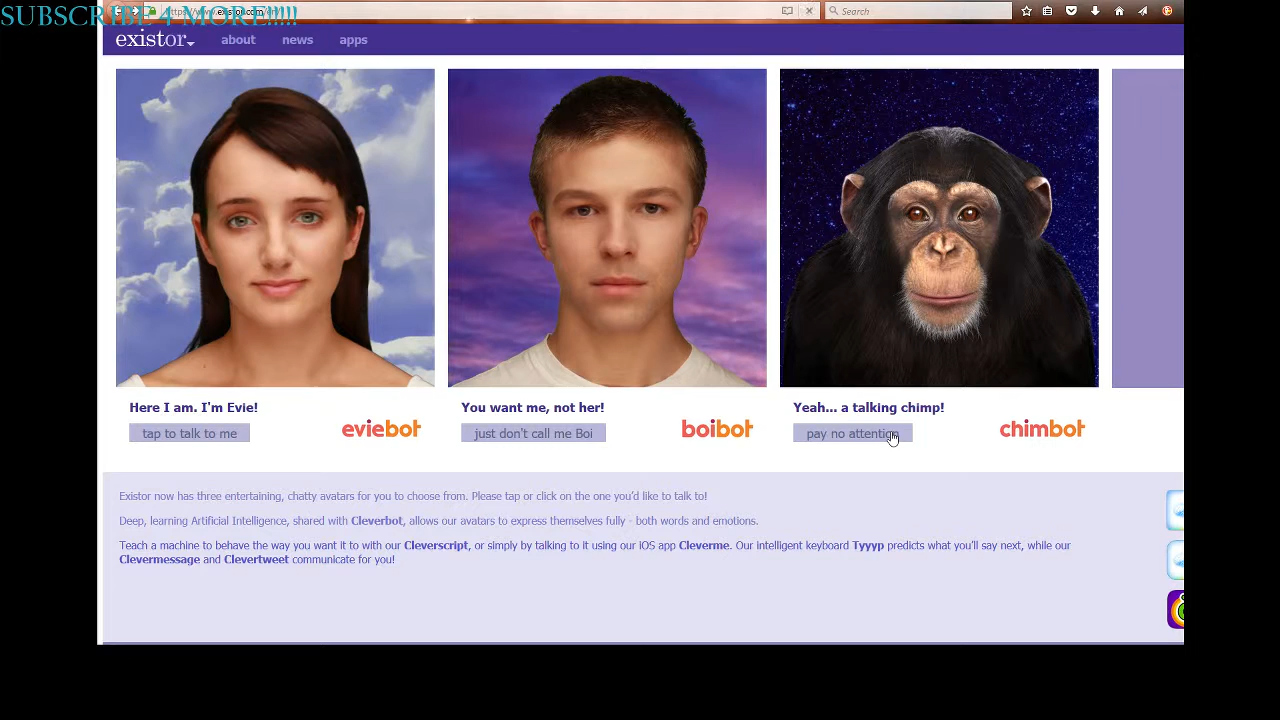 SUBSCRIBE 4 MORE!!!!!
https://www.existor.com/en/
Search
existor
about
news
apps
Here I am. I'm Evie!
You want me, not her!
Yeah... a talking chimp!
tap to talk to me
eviebot
just don't call me Boi
boibot
pay no attention
chimbot
Existor now has three entertaining, chatty avatars for you to choose from. Please tap or click on the one you'd like to talk to!
Deep, learning Artificial Intelligence, shared with Cleverbot, allows our avatars to express themselves fully - both words and emotions.
Teach a machine to behave the way you want it to with our Cleverscript, or simply by talking to it using our iOS app Cleverme. Our intelligent keyboard Tyyyp predicts what you'll say next, while our
Clevermessage and Clevertweet communicate for you!